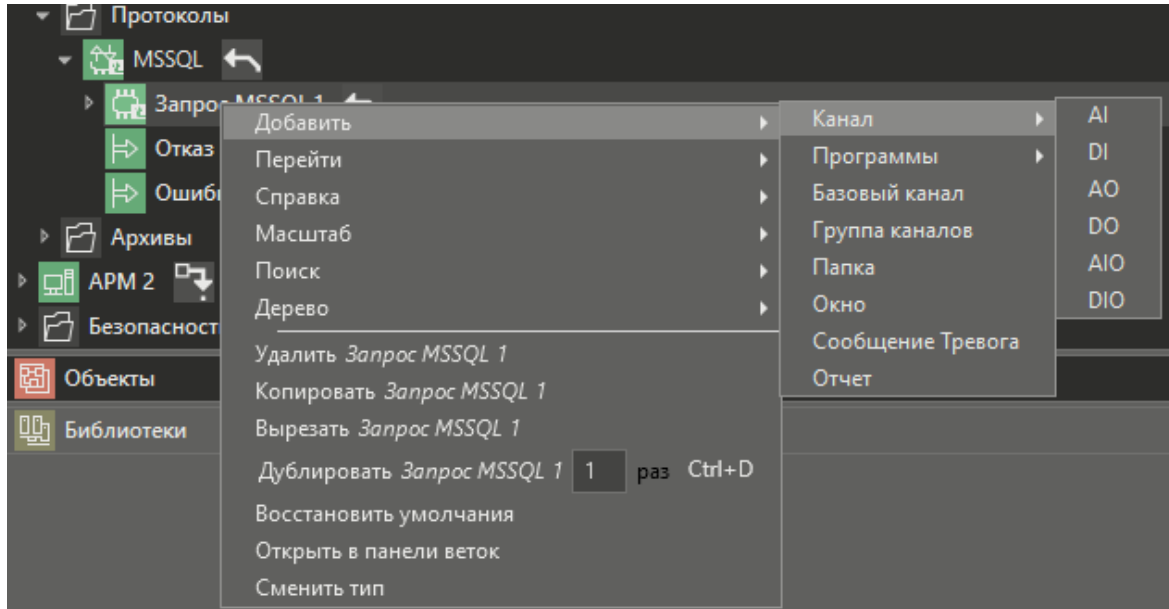 Протоколы
MSSQL
Запрос MSSQL 1
Отказ
Архивы
АРМ 2
Объекты
Библиотеки
Добавить
Перейти
Справка
Масштаб
Поиск
Дерево
Удалить Запрос MSSQL 1
Копировать Запрос MSSQL 1
Вырезать Запрос MSSQL 1
Дублировать Запрос MSSQL 1 1 раз Ctrl+D
Восстановить умолчания
Открыть в панели веток
Сменить тип
Канал
Программы
Базовый канал
Группа каналов
Папка
Окно
Сообщение Тревога
Отчет
AI
DI
AO
DO
AIO
DIO